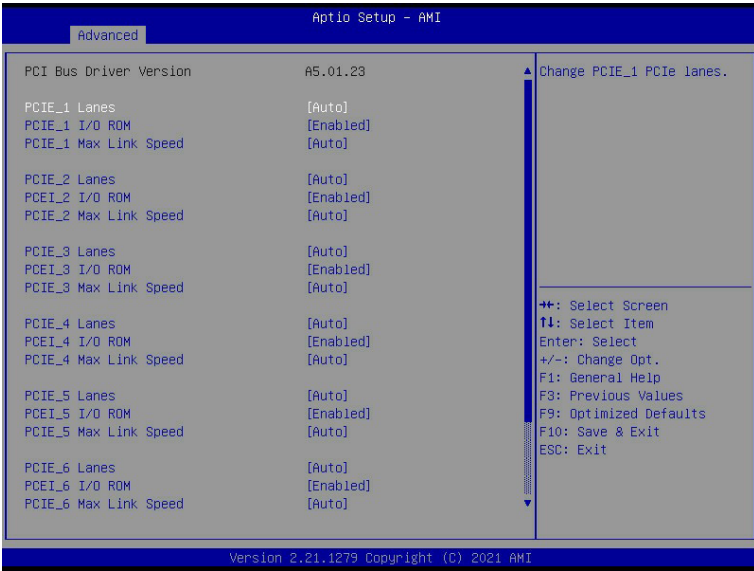 Aptio Setup – AMI
Advanced
PCI Bus Driver Version A5.01.23
PCIE_1 Lanes [Auto]
PCIE_1 I/O ROM [Enabled]
PCIE_1 Max Link Speed [Auto]
PCIE_2 Lanes [Auto]
PCEI_2 I/O ROM [Enabled]
PCIE_2 Max Link Speed [Auto]
PCIE_3 Lanes [Auto]
PCEI_3 I/O ROM [Enabled]
PCIE_3 Max Link Speed [Auto]
PCIE_4 Lanes [Auto]
PCEI_4 I/O ROM [Enabled]
PCIE_4 Max Link Speed [Auto]
PCIE_5 Lanes [Auto]
PCEI_5 I/O ROM [Enabled]
PCIE_5 Max Link Speed [Auto]
PCIE_6 Lanes [Auto]
PCEI_6 I/O ROM [Enabled]
PCIE_6 Max Link Speed [Auto]
Change PCIE_1 PCIe lanes.
→←: Select Screen
↑↓: Select Item
Enter: Select
+/-: Change Opt.
F1: General Help
F3: Previous Values
F9: Optimized Defaults
F10: Save & Exit
ESC: Exit
Version 2.21.1279 Copyright (C) 2021 AMI